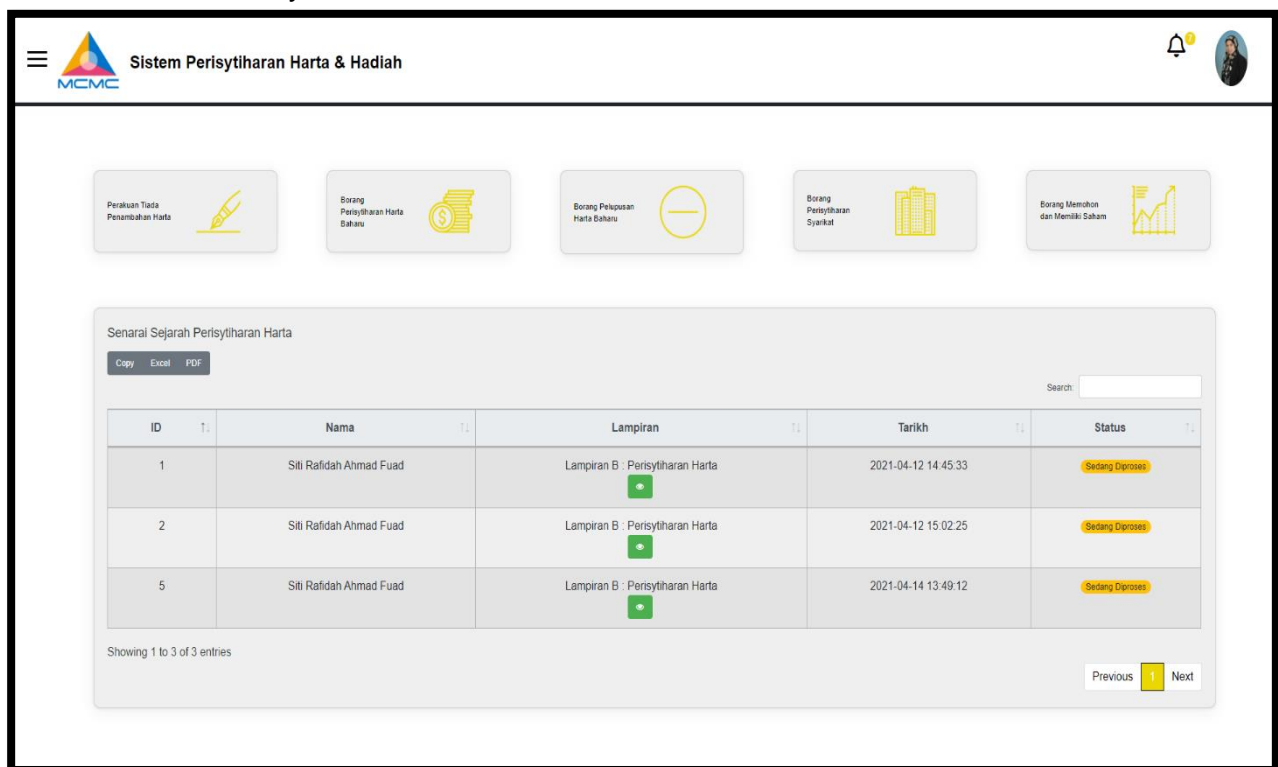 MCMC
Sistem Perisytiharan Harta & Hadiah
Perakuan Tiada
Penambahan Harta
Borang
Perisytiharan Harta
Baharu
Borang Pelupusan
Harta Baharu
Borang
Perisytiharan
Syarikat
Borang Memohon
dan Memiliki Saham
Senarai Sejarah Perisytiharan Harta
Copy Excel PDF
Search:
ID Nama Lampiran Tarikh Status
1 Siti Rafidah Ahmad Fuad Lampiran B : Perisytiharan Harta 2021-04-12 14:45:33 Sedang Diproses
2 Siti Rafidah Ahmad Fuad Lampiran B : Perisytiharan Harta 2021-04-12 15:02:25 Sedang Diproses
5 Siti Rafidah Ahmad Fuad Lampiran B : Perisytiharan Harta 2021-04-14 13:49:12 Sedang Diproses
Showing 1 to 3 of 3 entries
Previous 1 Next